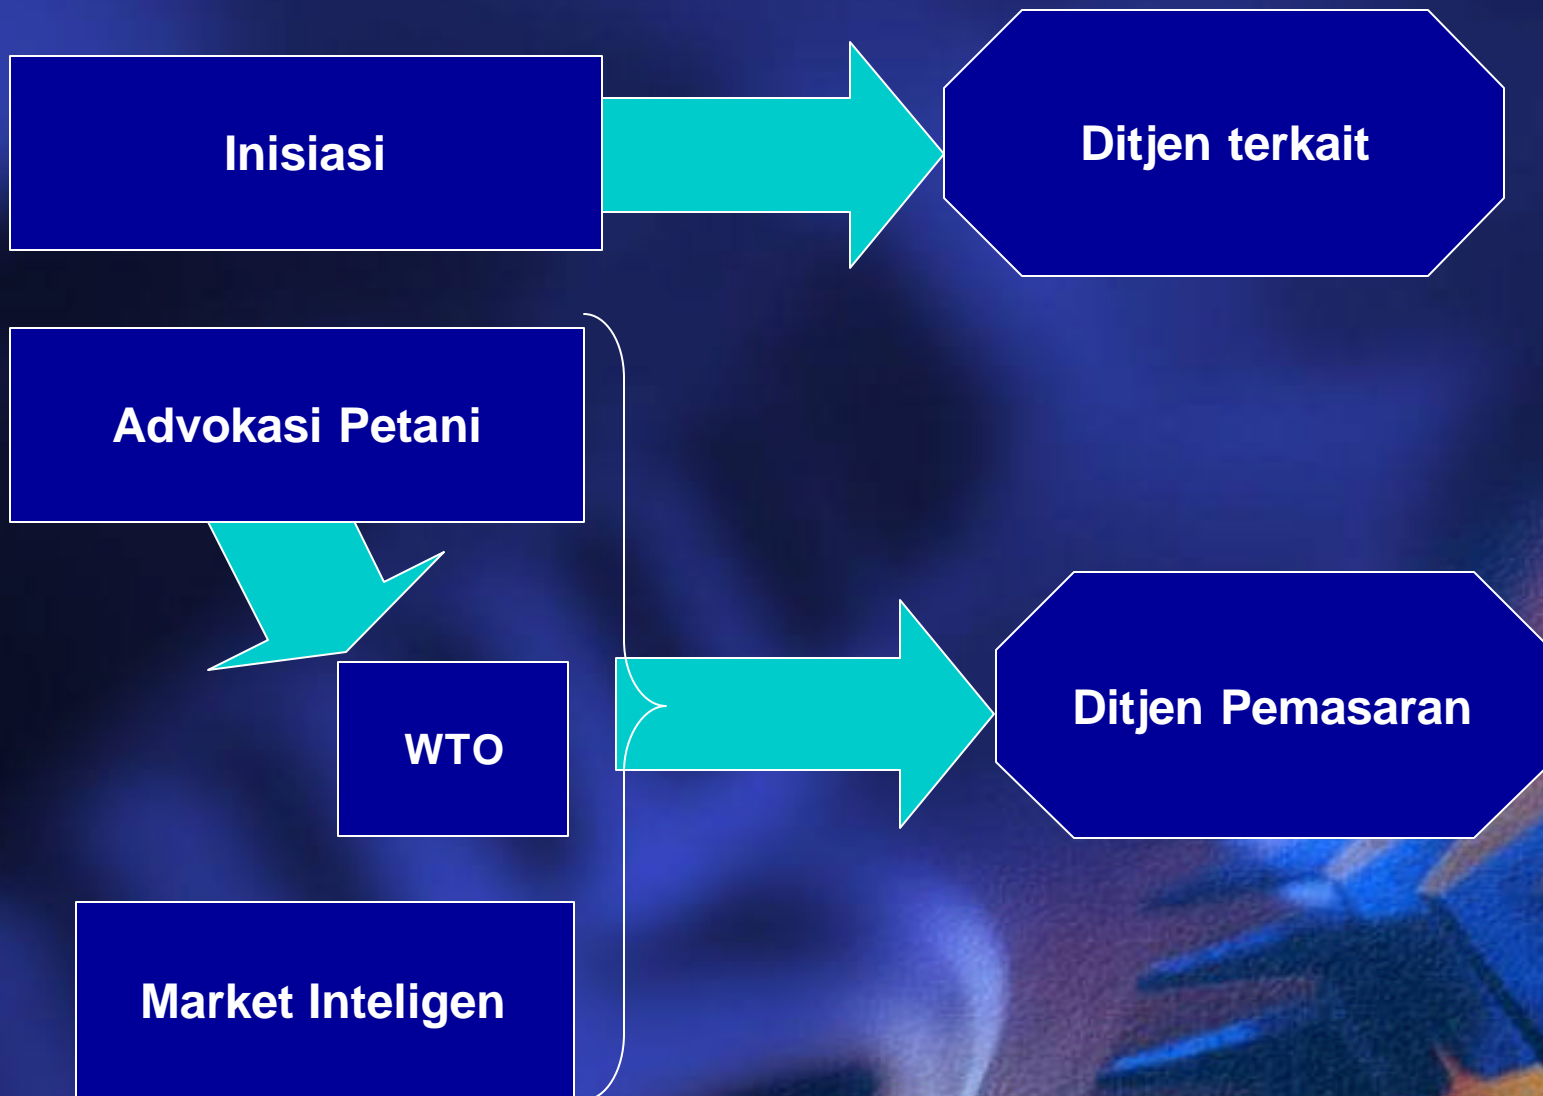 Inisiasi
Ditjen terkait
Advokasi Petani
Ditjen Pemasaran
WTO
Market Inteligen